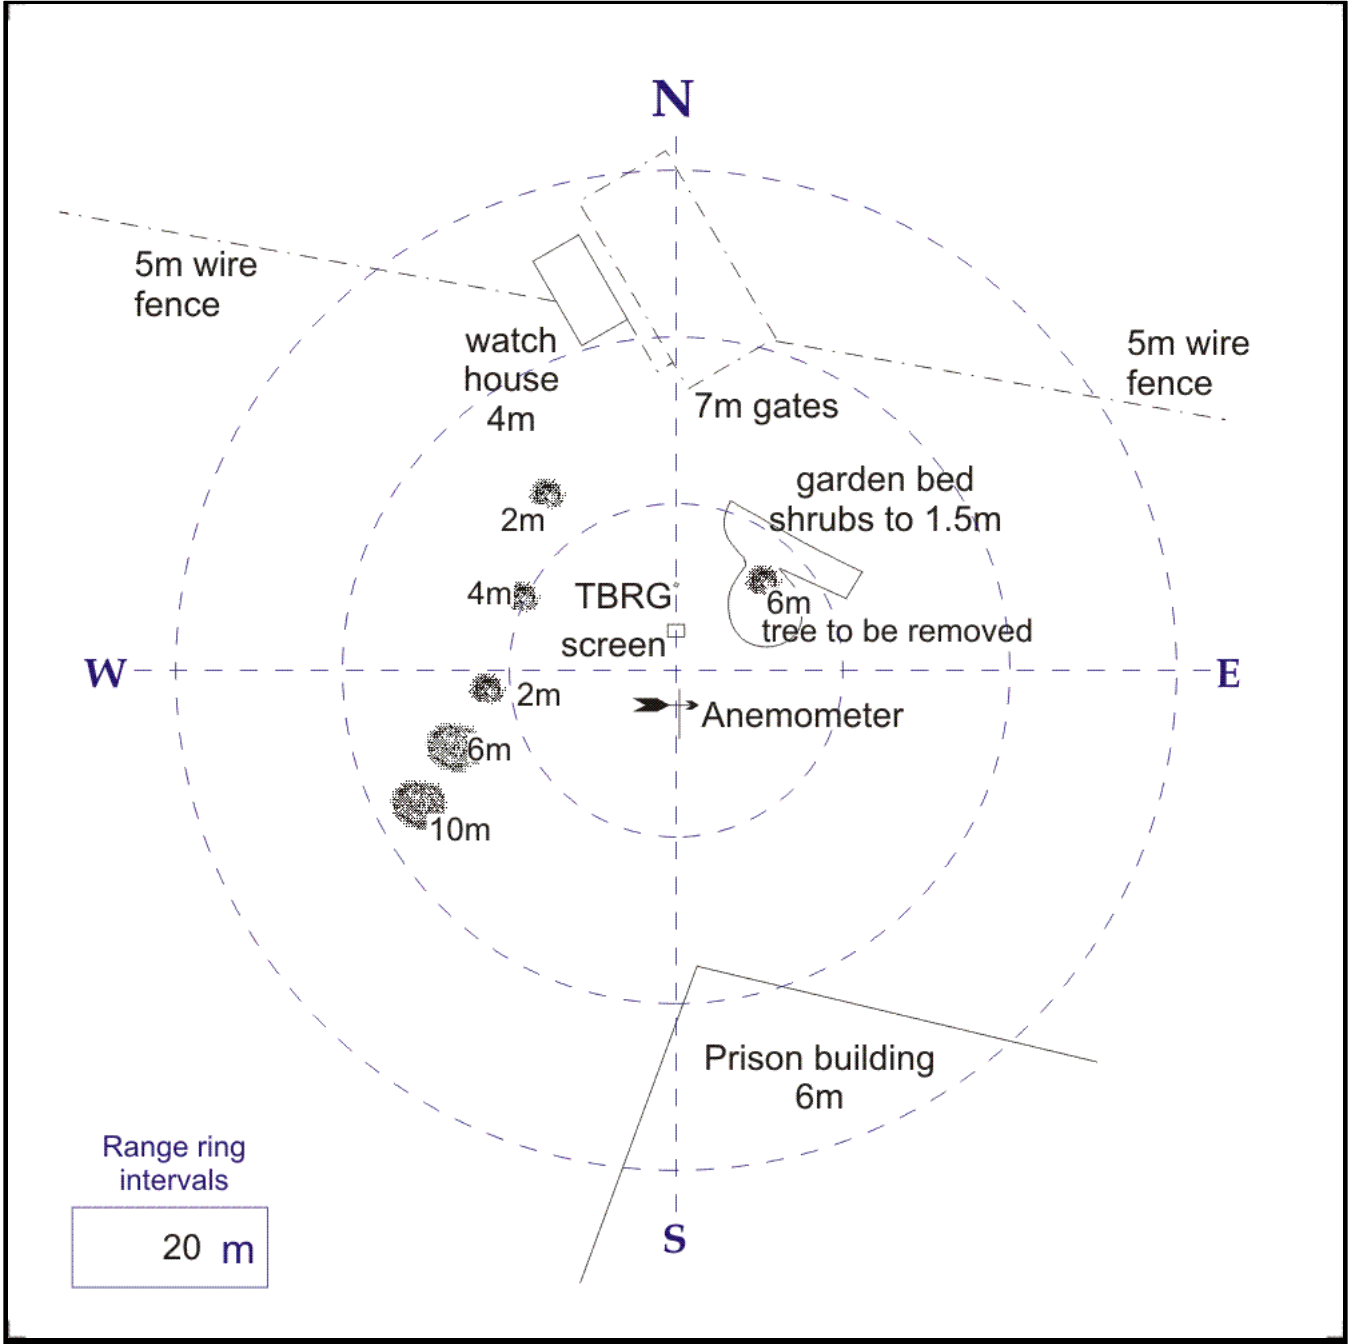 N
5m wire
fence
watch
house
4m
5m wire
fence
7m gates
garden bed
shrubs to 1.5m
2m
4m
TBRG
6m
tree to be removed
screen
W
E
2m
Anemometer
6m
10m
Prison building
6m
Range ring
intervals
20 m
S